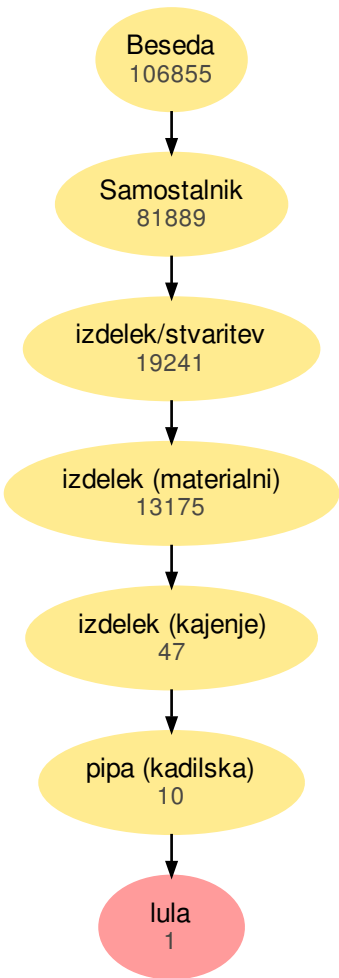 Beseda
106855
Samostalnik
81889
izdelek/stvaritev
19241
izdelek (materialni)
13175
izdelek (kajenje)
47
pipa (kadilska)
10
lula
1